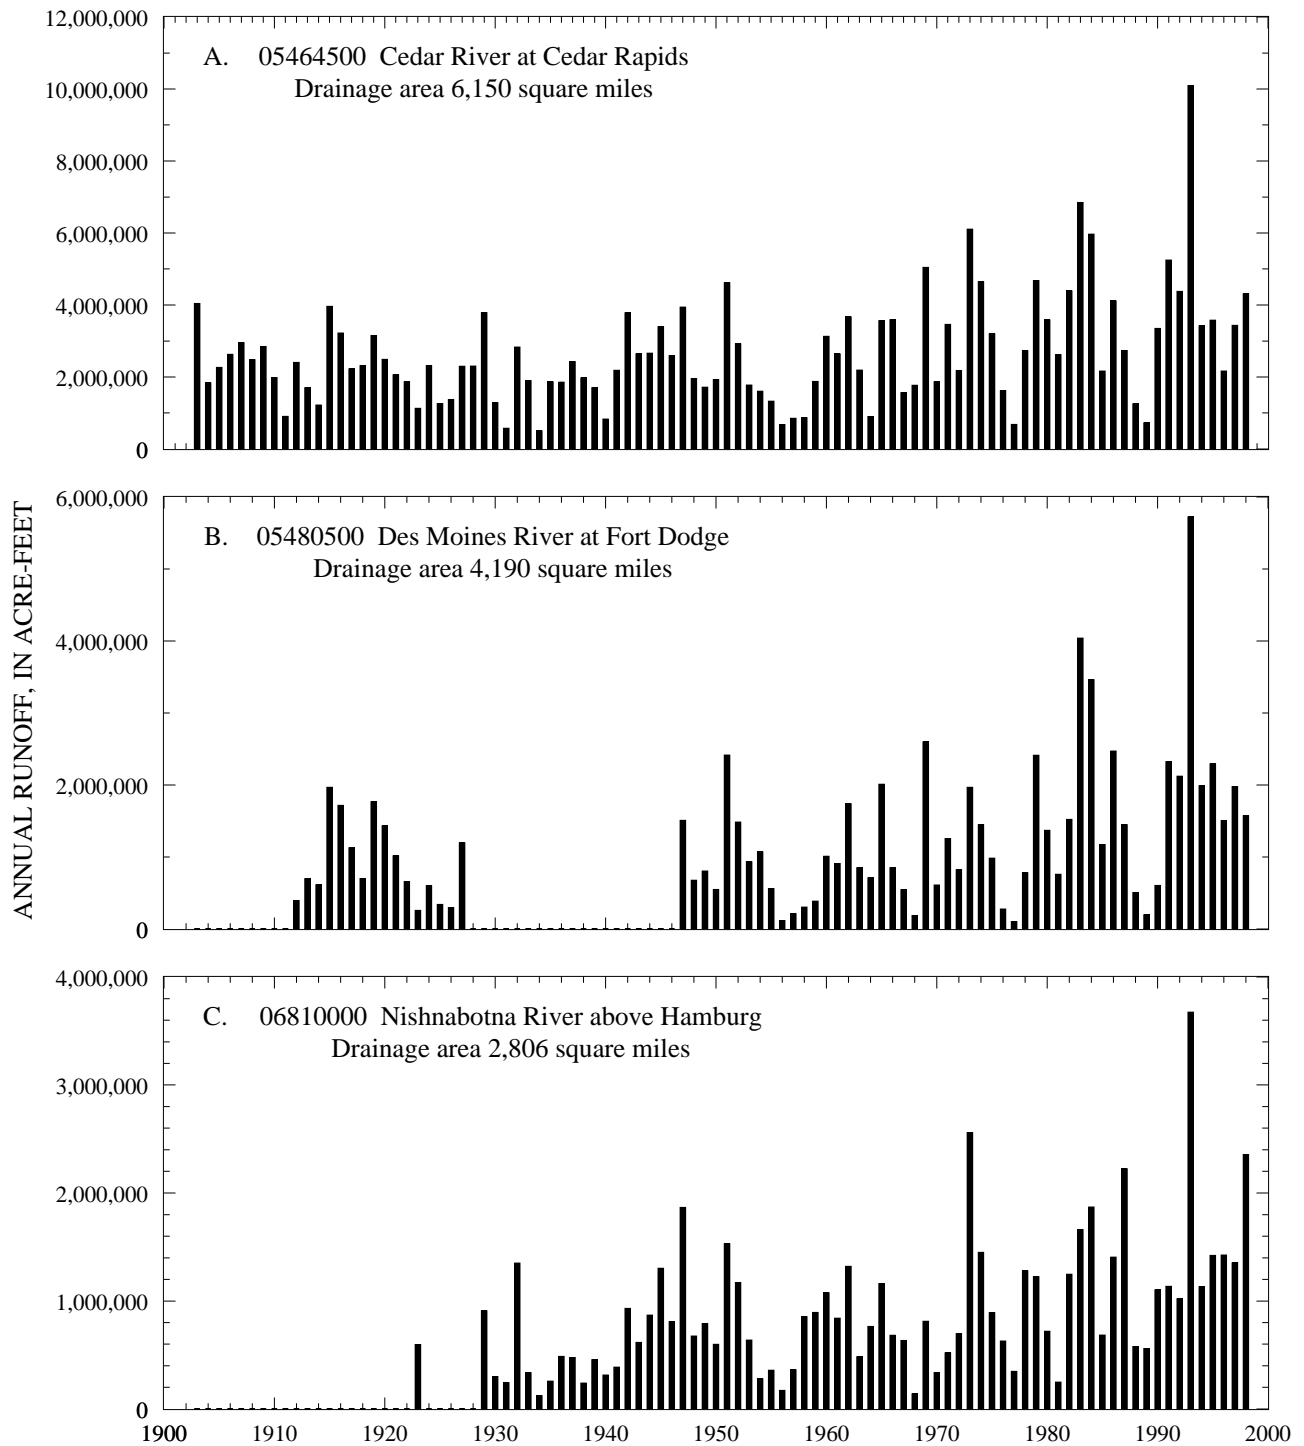 12,000,000
10,000,000
8,000,000
6,000,000
4,000,000
2,000,000
0
A. 05464500 Cedar River at Cedar Rapids
Drainage area 6,150 square miles
ANNUAL RUNOFF, IN ACRE-FEET
6,000,000
4,000,000
2,000,000
0
B. 05480500 Des Moines River at Fort Dodge
Drainage area 4,190 square miles
4,000,000
3,000,000
2,000,000
1,000,000
0
C. 06810000 Nishnabotna River above Hamburg
Drainage area 2,806 square miles
1900 1910 1920 1930 1940 1950 1960 1970 1980 1990 2000